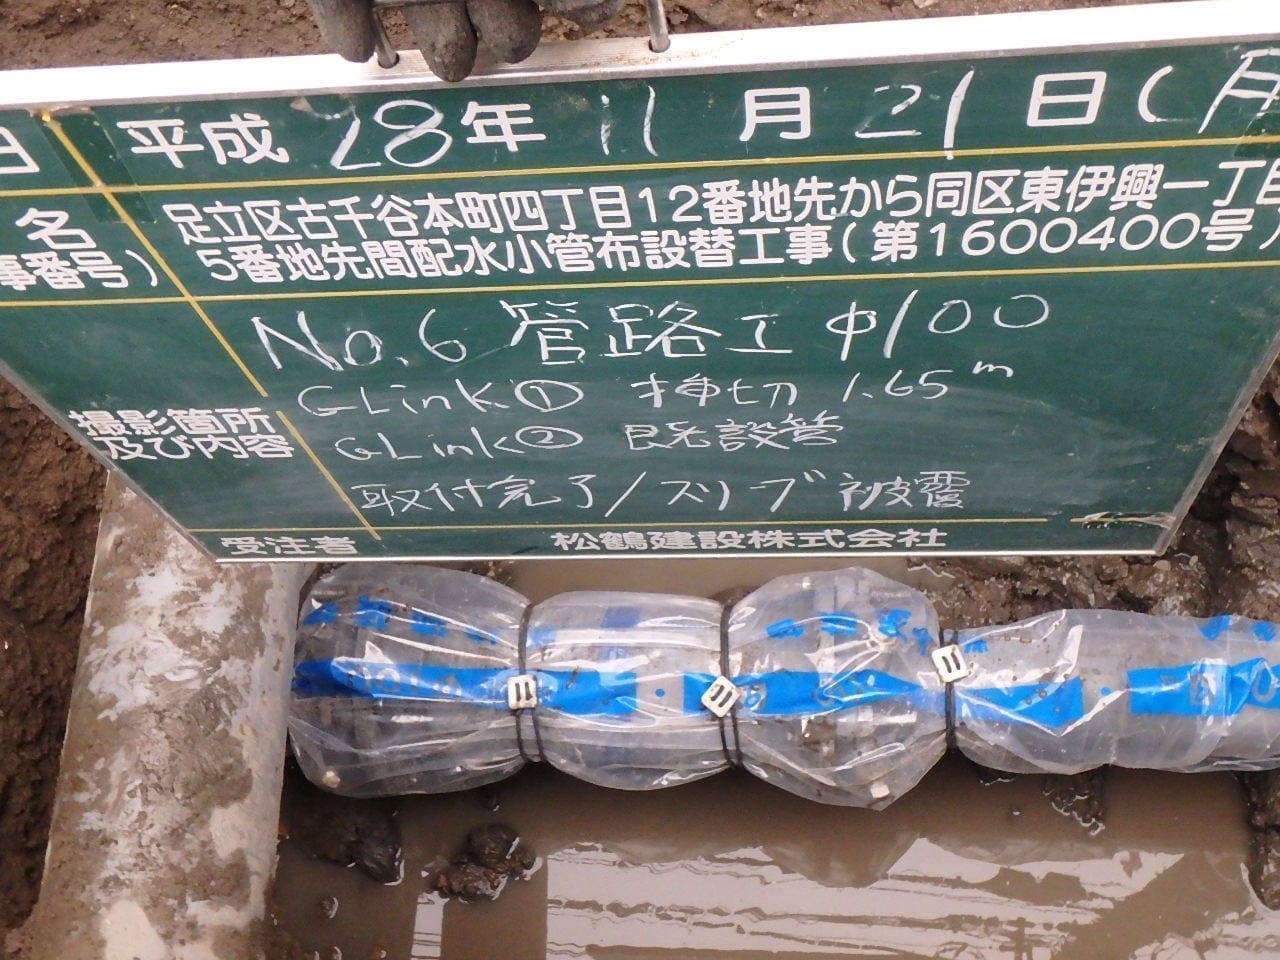 日 平成 28 年 11 月 21 日(月
名 足立区古千谷本町四丁目12番地先から同区東伊興一丁目
事番号) 5番地先間配水小管布設替工事(第1600400号)
No.6 管路工 φ100
GLink① 挿切 1.65m
撮影箇所
及び内容 GLink② 既設管
取付完了/スリーブ被覆
受注者 松鶴建設株式会社